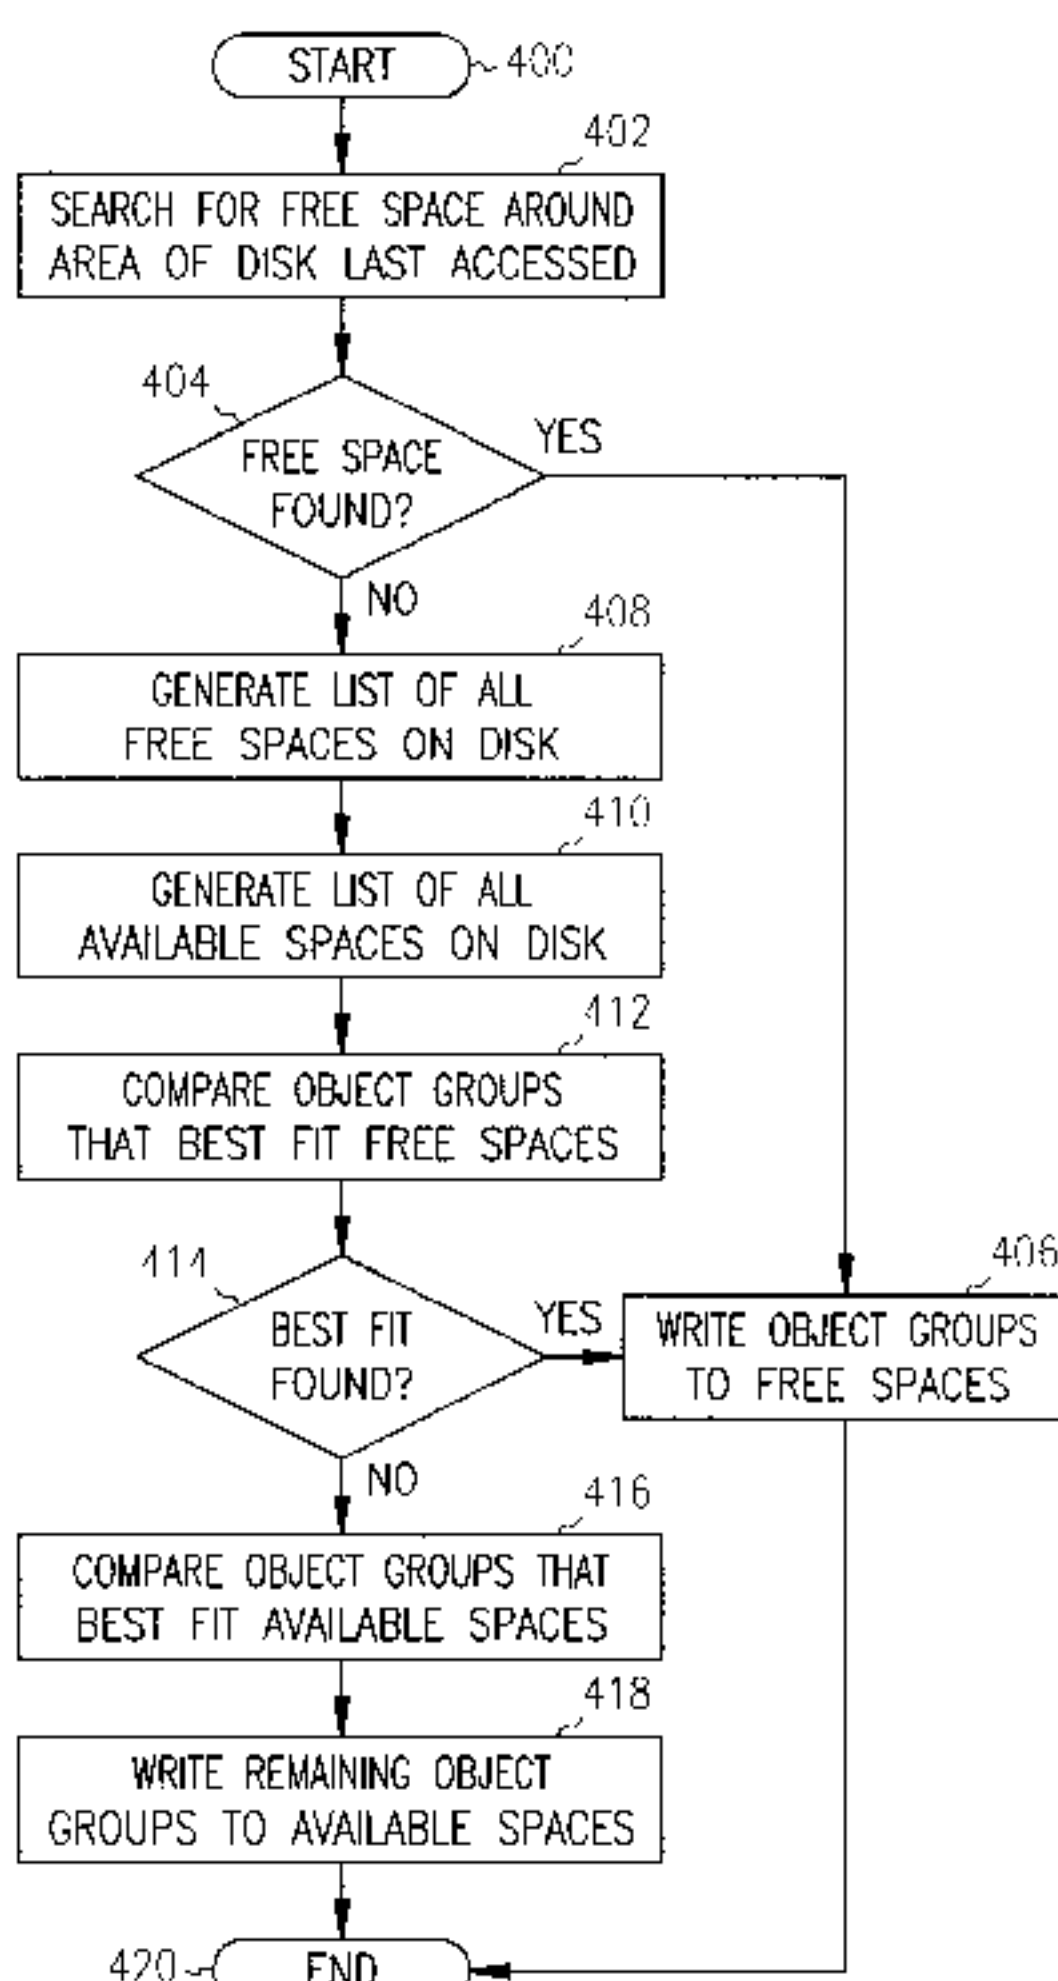 START
400
402
SEARCH FOR FREE SPACE AROUND
AREA OF DISK LAST ACCESSED
404
FREE SPACE
FOUND?
YES
NO
408
GENERATE LIST OF ALL
FREE SPACES ON DISK
410
GENERATE LIST OF ALL
AVAILABLE SPACES ON DISK
412
COMPARE OBJECT GROUPS
THAT BEST FIT FREE SPACES
414
BEST FIT
FOUND?
YES
406
WRITE OBJECT GROUPS
TO FREE SPACES
NO
416
COMPARE OBJECT GROUPS THAT
BEST FIT AVAILABLE SPACES
418
WRITE REMAINING OBJECT
GROUPS TO AVAILABLE SPACES
420
END